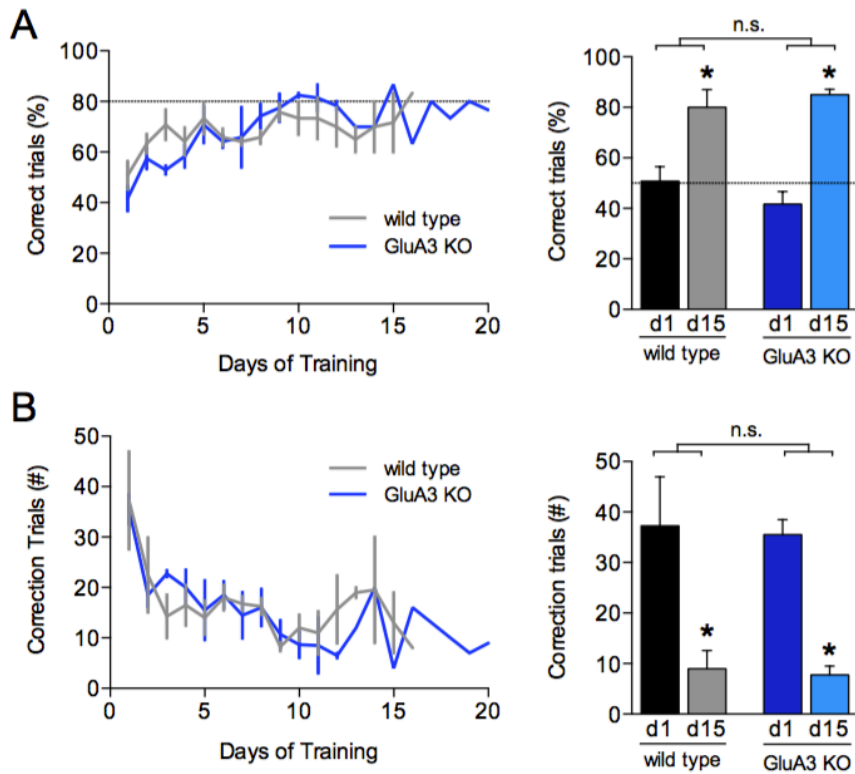 A
Correct trials (%)
100
80
60
40
20
0
0
5
10
15
20
Days of Training
wild type
GluA3 KO
n.s.
Correct trials (%)
100
80
60
40
20
0
*
*
d1 d15
d1 d15
wild type
GluA3 KO
B
Correction Trials (#)
50
40
30
20
10
0
0
5
10
15
20
Days of Training
wild type
GluA3 KO
n.s.
Correction trials (#)
50
40
30
20
10
0
*
*
d1 d15
d1 d15
wild type
GluA3 KO